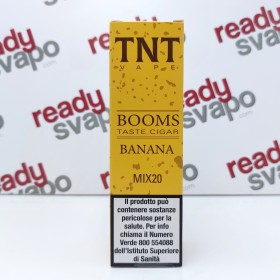 TNT
VAPE
BOOMS
TASTE CIGAR
BANANA
MIX20
Il prodotto può
contenere sostanze
pericolose per la
salute. Per info
chiama il Numero
Verde 800 554088
dell'Istituto Superiore
di Sanità
ready
svapo
ready
svapo
ready
svapo
ready
svapo